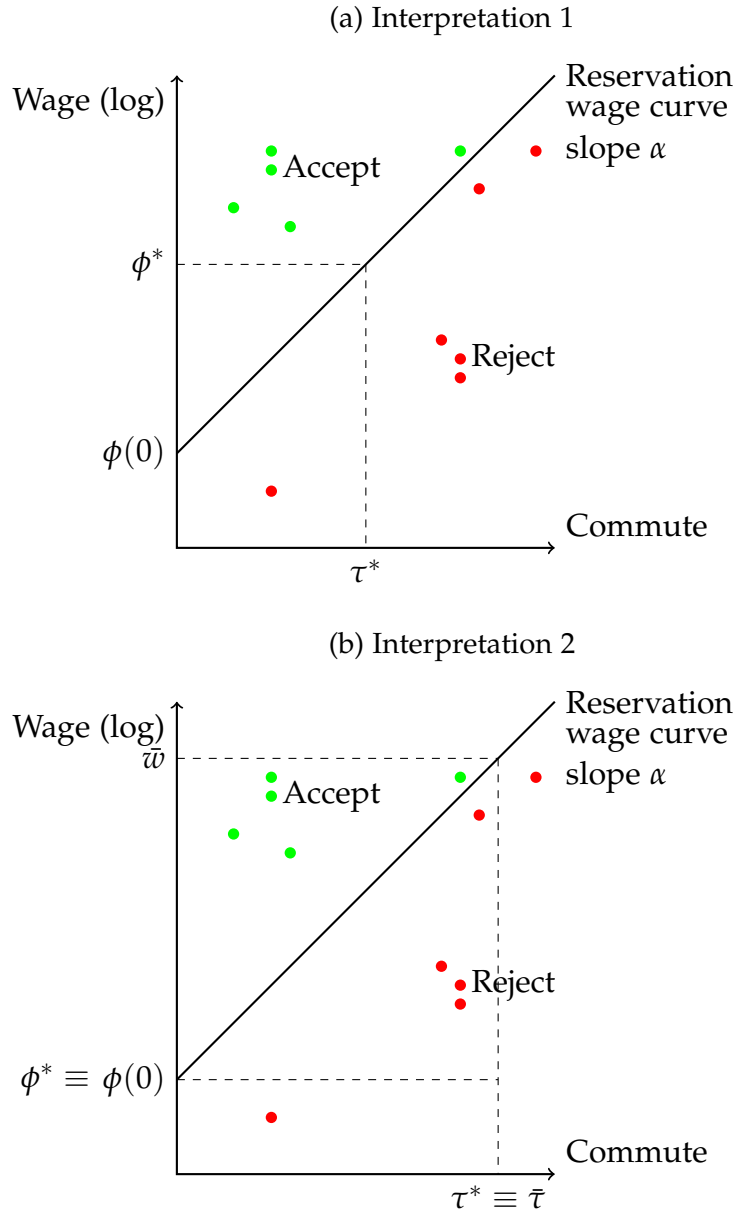 (a) Interpretation 1
Reservation
wage curve
slope α
Wage (log)
Accept
ϕ*
Reject
ϕ(0)
Commute
τ*
(b) Interpretation 2
Reservation
wage curve
slope α
Wage (log)
w̄
Accept
Reject
ϕ* ≡ ϕ(0)
Commute
τ* ≡ τ̄